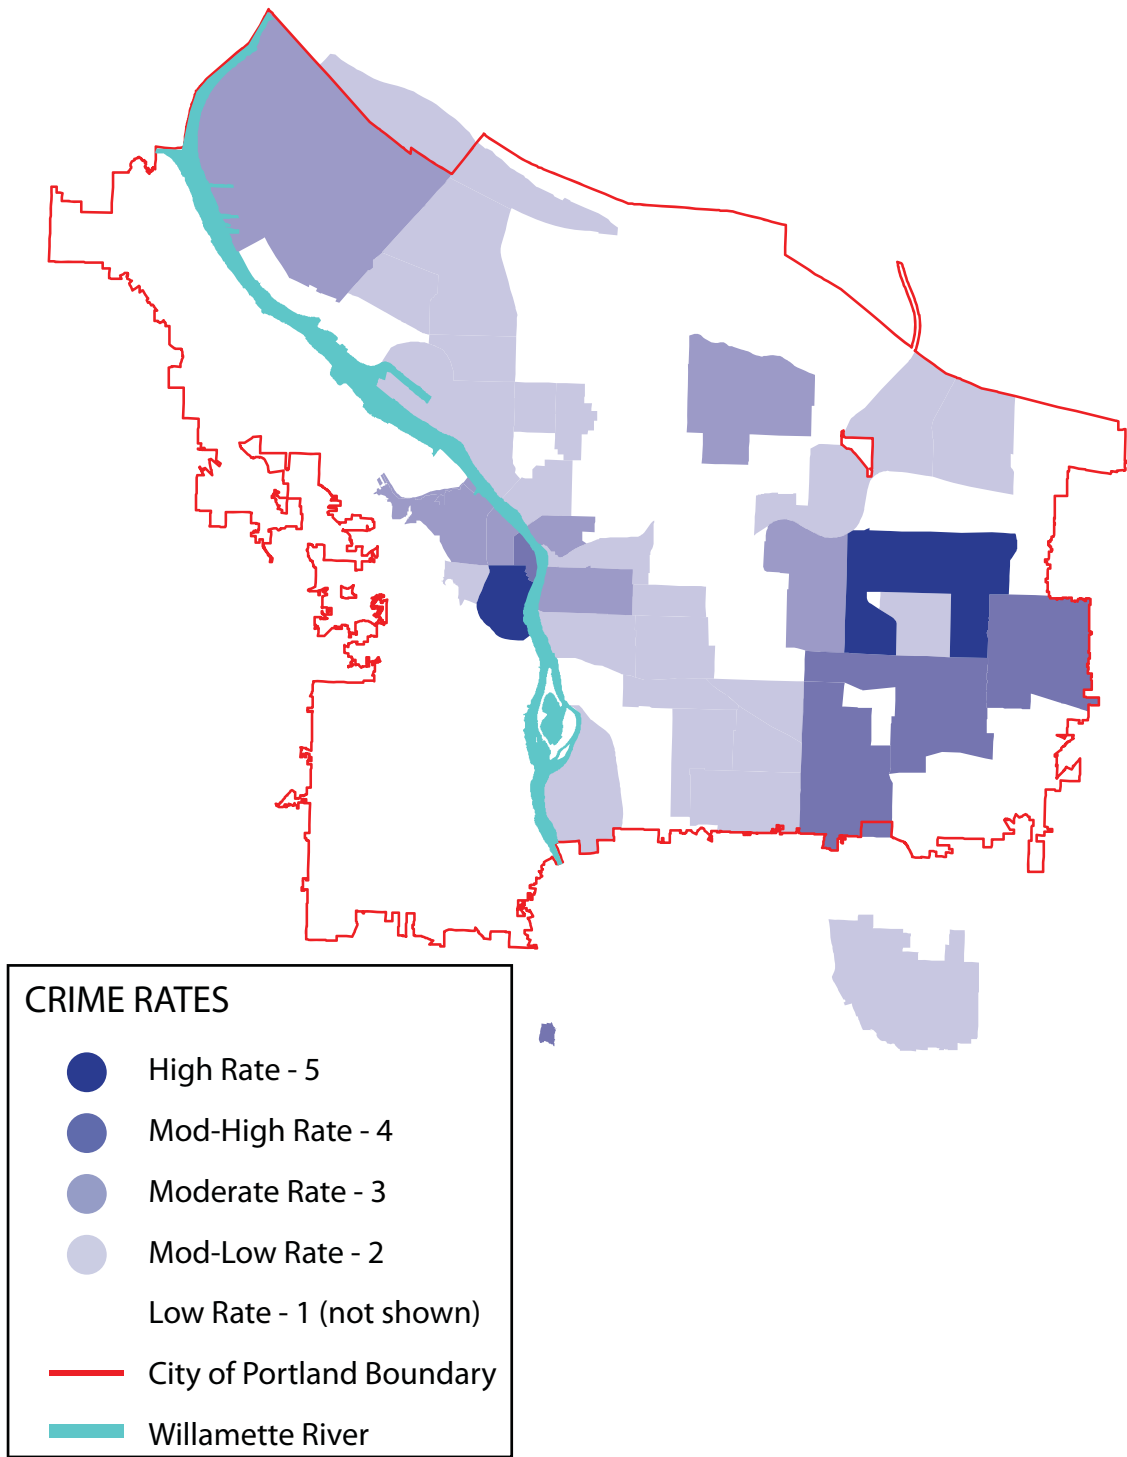 CRIME RATES
High Rate - 5
Mod-High Rate - 4
Moderate Rate - 3
Mod-Low Rate - 2
Low Rate - 1 (not shown)
City of Portland Boundary
Willamette River